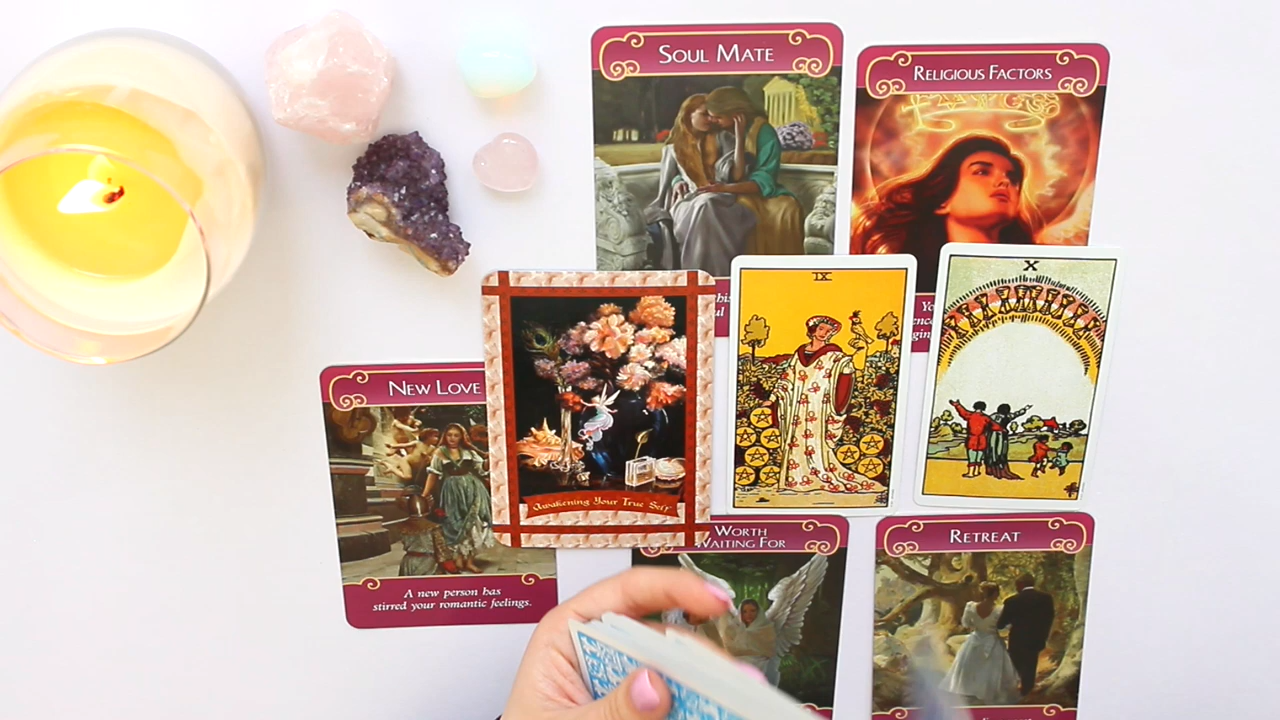 SOUL MATE
RELIGIOUS FACTORS
IX
X
NEW LOVE
Awakening Your True Self
A new person has
stirred your romantic feelings.
WORTH
WAITING FOR
RETREAT